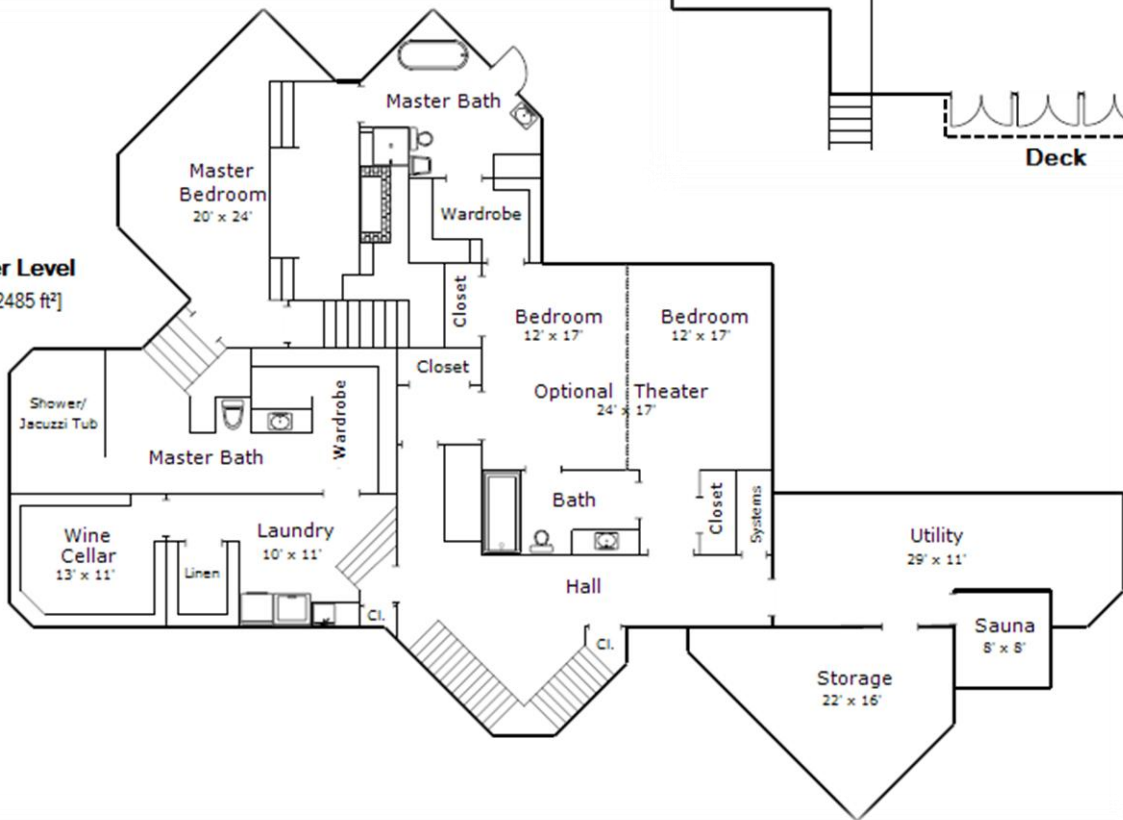 Master Bath
Deck
Master
Bedroom
20' x 24'
Wardrobe
er Level
2485 ft²]
Closet
Bedroom
12' x 17'
Bedroom
12' x 17'
Closet
Optional Theater
24' x 17'
Shower/
Jacuzzi Tub
Wardrobe
Master Bath
Bath
Closet
Systems
Wine
Cellar
13' x 11'
Linen
Laundry
10' x 11'
Utility
29' x 11'
Hall
Cl.
Cl.
Sauna
8' x 8'
Storage
22' x 16'